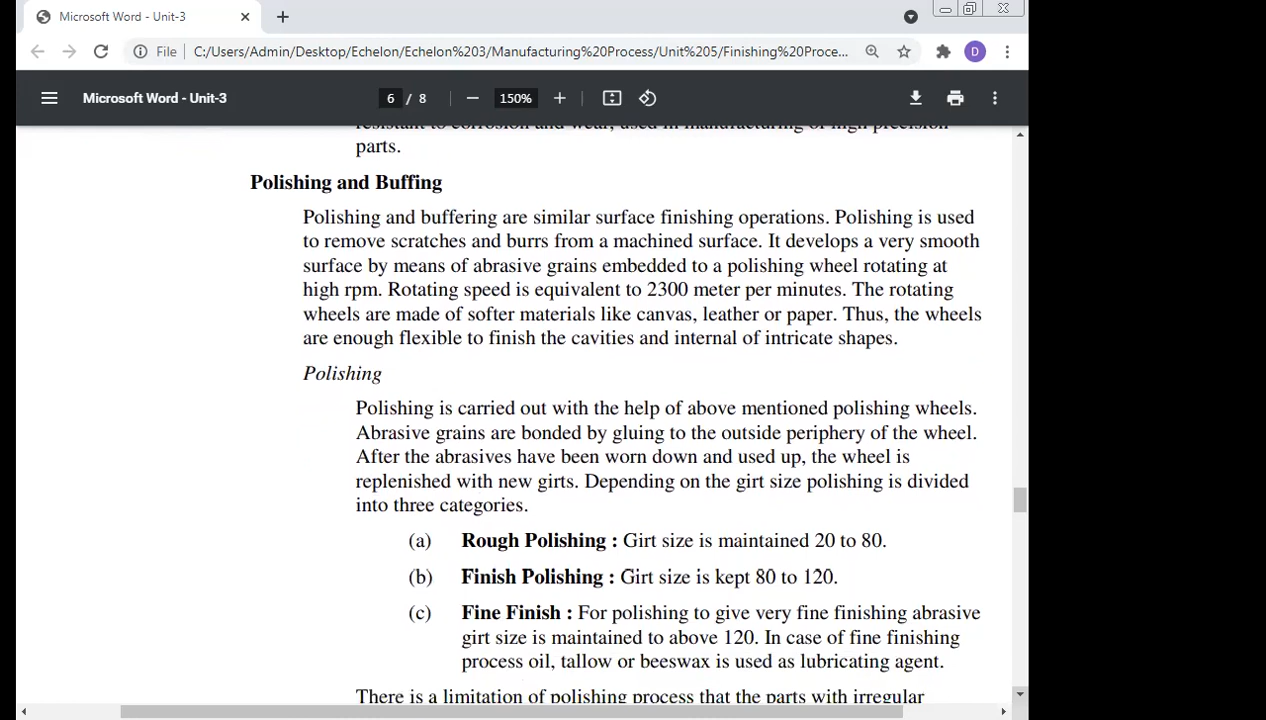 Microsoft Word - Unit-3
File
C:/Users/Admin/Desktop/Echelon/Echelon%203/Manufacturing%20Process/Unit%205/Finishing%20Proce...
D
Microsoft Word - Unit-3
6 / 8
150%
resistant to corrosion and wear, used in manufacturing of high precision
parts.
Polishing and Buffing
Polishing and buffering are similar surface finishing operations. Polishing is used
to remove scratches and burrs from a machined surface. It develops a very smooth
surface by means of abrasive grains embedded to a polishing wheel rotating at
high rpm. Rotating speed is equivalent to 2300 meter per minutes. The rotating
wheels are made of softer materials like canvas, leather or paper. Thus, the wheels
are enough flexible to finish the cavities and internal of intricate shapes.
Polishing
Polishing is carried out with the help of above mentioned polishing wheels.
Abrasive grains are bonded by gluing to the outside periphery of the wheel.
After the abrasives have been worn down and used up, the wheel is
replenished with new girts. Depending on the girt size polishing is divided
into three categories.
(a) Rough Polishing : Girt size is maintained 20 to 80.
(b) Finish Polishing : Girt size is kept 80 to 120.
(c) Fine Finish : For polishing to give very fine finishing abrasive
girt size is maintained to above 120. In case of fine finishing
process oil, tallow or beeswax is used as lubricating agent.
There is a limitation of polishing process that the parts with irregular